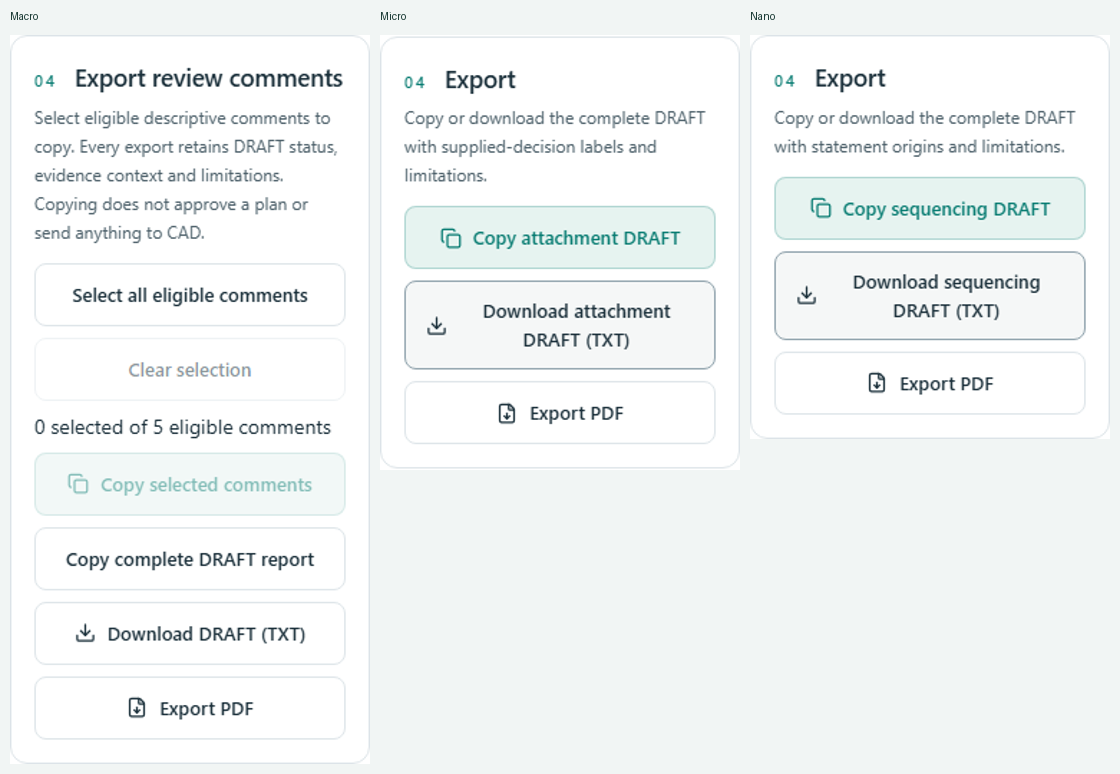 Macro
04 Export review comments
Select eligible descriptive comments to
copy. Every export retains DRAFT status,
evidence context and limitations.
Copying does not approve a plan or
send anything to CAD.
Select all eligible comments
Clear selection
0 selected of 5 eligible comments
Copy selected comments
Copy complete DRAFT report
Download DRAFT (TXT)
Export PDF
Micro
04 Export
Copy or download the complete DRAFT
with supplied-decision labels and
limitations.
Copy attachment DRAFT
Download attachment
DRAFT (TXT)
Export PDF
Nano
04 Export
Copy or download the complete DRAFT
with statement origins and limitations.
Copy sequencing DRAFT
Download sequencing
DRAFT (TXT)
Export PDF